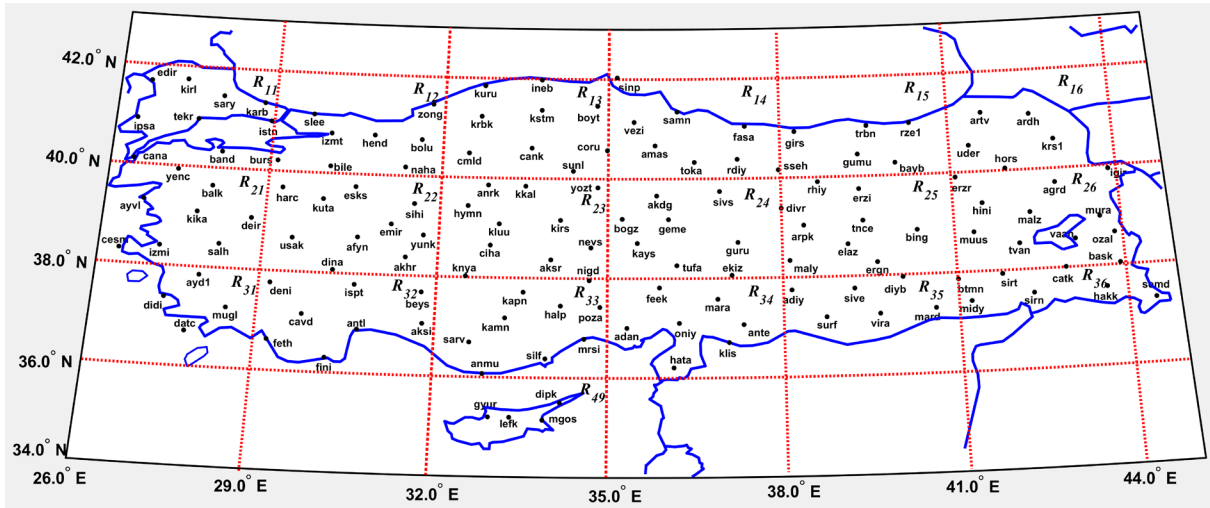 42.0° N
edir
kirl
R11
R12
kuru
ineb
R13
sinp
R14
R15
R16
sary
karb
tekr
ipsa
istn
slee
zong
krbk
kstm
boyt
vezi
samn
fasa
girs
trbn
rze1
artv
ardh
izmt
hend
bolu
40.0° N
cana
band
burs
bile
naha
cmld
cank
coru
sunl
amas
toka
rdiy
sseh
gumu
bayb
uder
hors
krs1
igir
yenc
balk
R21
harc
esks
R22
anrk
kkal
yozt
R23
akdg
sivs
R24
rhiy
erzi
R25
erzr
agrd
R26
ayvl
kika
deir
kuta
sihi
hymn
divr
hini
malz
mura
cesm
izmi
salh
usak
afyn
emir
yunk
kluu
kirs
bogz
geme
arpk
tnce
bing
muus
tvan
vaan
ozal
38.0° N
dina
akhr
ciha
nevs
kays
guru
elaz
bask
ayd1
R31
deni
ispt
R32
knya
aksr
nigd
tufa
ekiz
maly
ergn
diyb
btmn
sirt
catk
R36
semd
didi
mugl
beys
kapn
R33
feek
mara
R34
adiy
sive
R35
midy
sirn
hakk
datc
cavd
antl
aksi
kamn
halp
poza
surf
vira
mard
feth
sarv
mrsi
adan
oniy
ante
klis
36.0° N
fini
anmu
silf
hata
dipk
R49
gyur
lefk
mgos
34.0° N
26.0° E
29.0° E
32.0° E
35.0° E
38.0° E
41.0° E
44.0° E